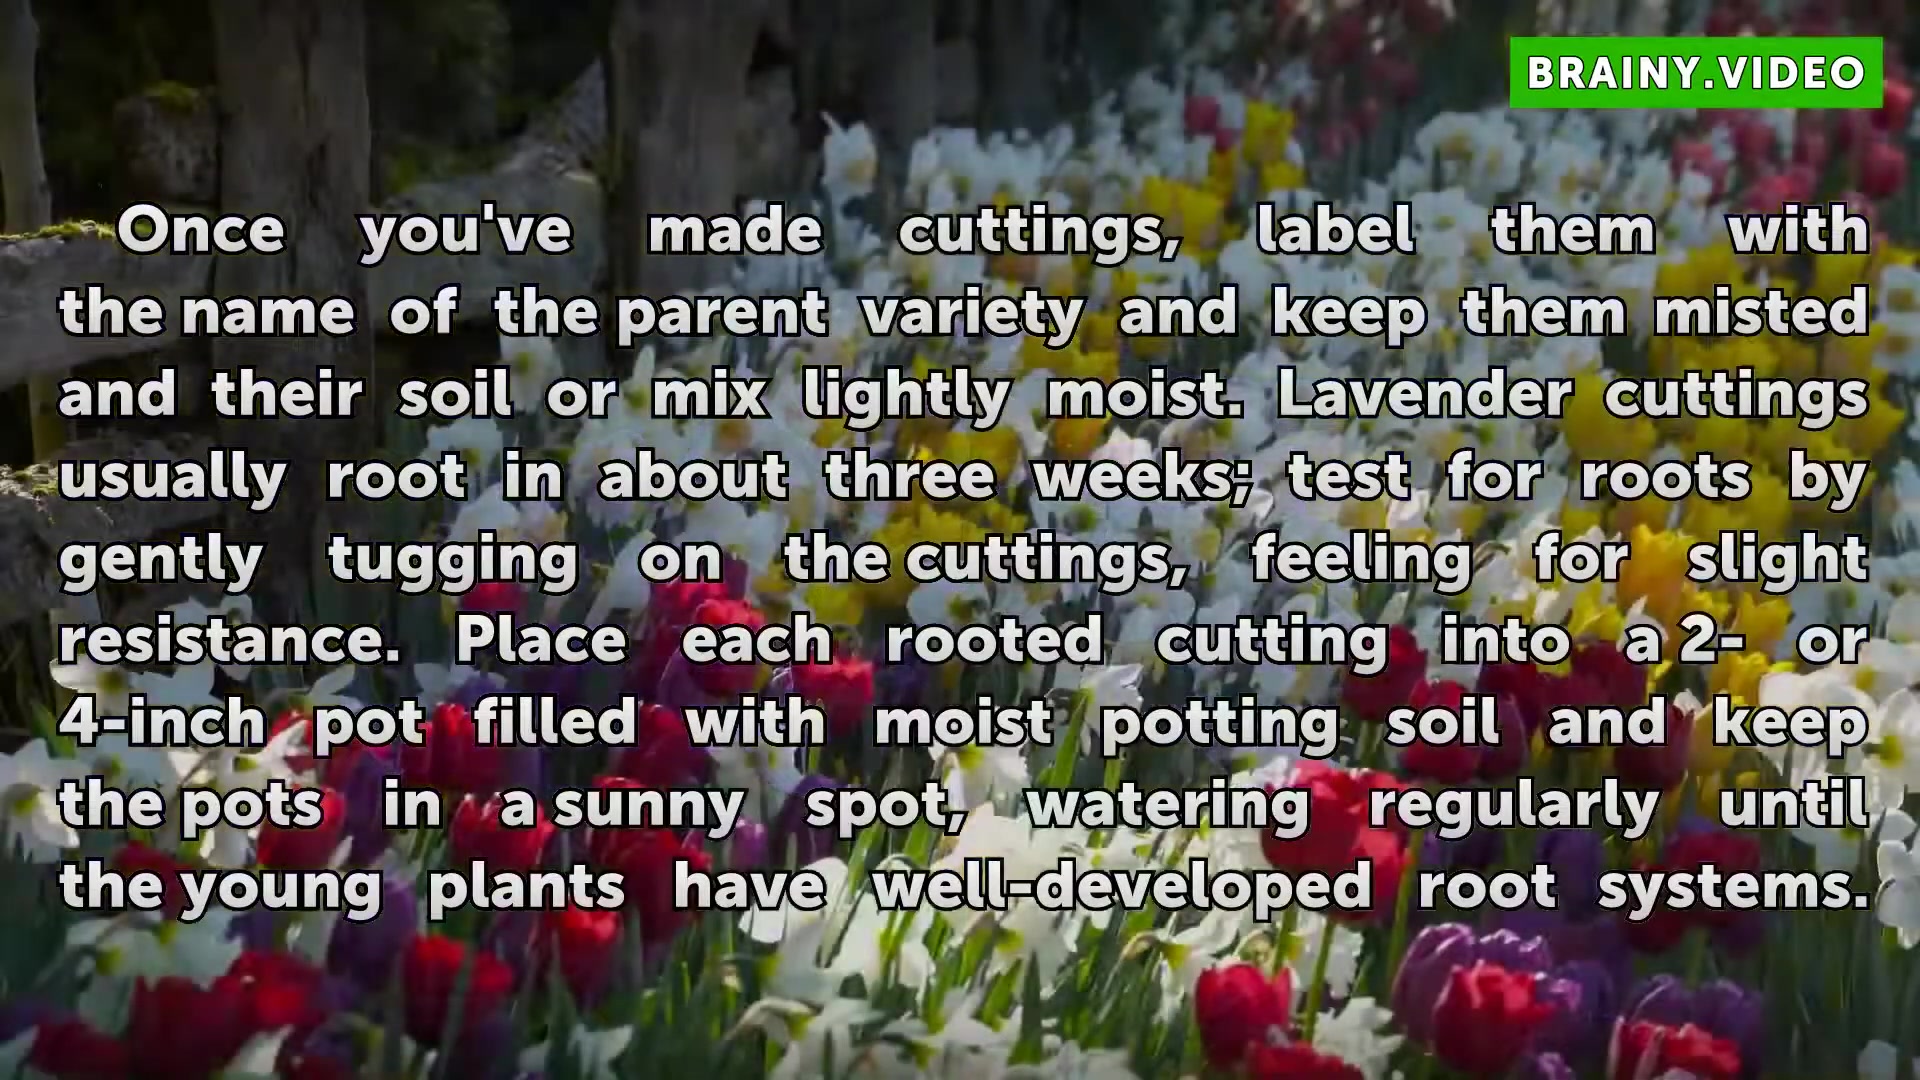 BRAINY.VIDEO
Once you've made cuttings, label them with
the name of the parent variety and keep them misted
and their soil or mix lightly moist. Lavender cuttings
usually root in about three weeks; test for roots by
gently tugging on the cuttings, feeling for slight
resistance. Place each rooted cutting into a 2- or
4-inch pot filled with moist potting soil and keep
the pots in a sunny spot, watering regularly until
the young plants have well-developed root systems.